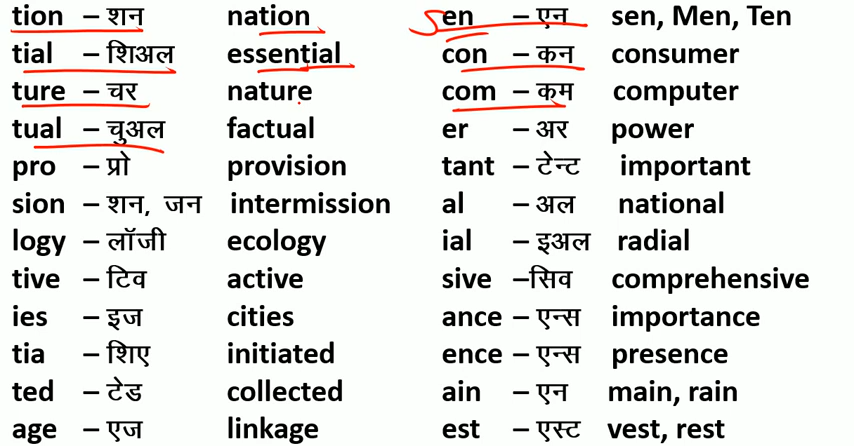 tion – शन nation en – एन sen, Men, Ten
tial – शिअल essential con – कन consumer
ture – चर nature com – कम computer
tual – चुअल factual er – अर power
pro – प्रो provision tant – टेन्ट important
sion – शन, जन intermission al – अल national
logy – लॉजी ecology ial – इअल radial
tive – टिव active sive –सिव comprehensive
ies – इज cities ance – एन्स importance
tia – शिए initiated ence – एन्स presence
ted – टेड collected ain – एन main, rain
age – एज linkage est – एस्ट vest, rest